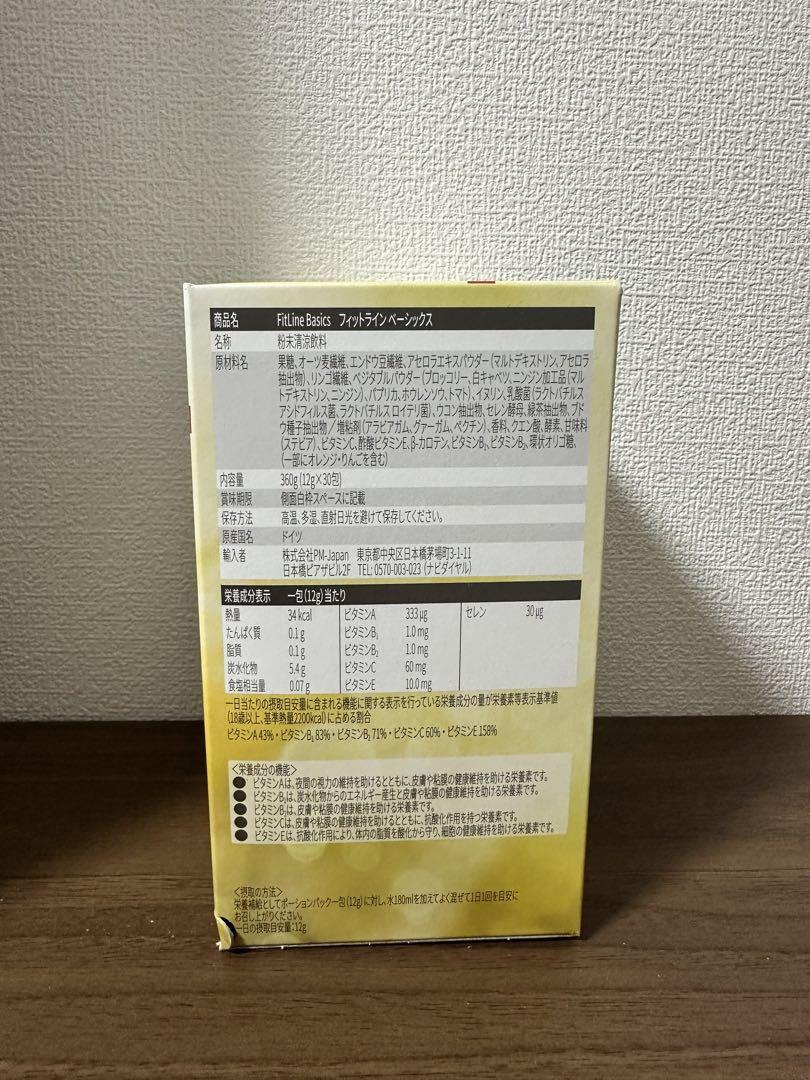 商品名 FitLine Basics フィットライン ベーシックス
名称 粉末清涼飲料
原材料名 果糖、オーツ麦繊維、エンドウ豆繊維、アセロラエキスパウダー（マルトデキストリン、アセロラ
抽出物）、リンゴ繊維、ベジタブルパウダー（ブロッコリー、白キャベツ、ニンジン加工品（マル
トデキストリン、ニンジン）、パプリカ、ホウレンソウ、トマト）、イヌリン、乳酸菌（ラクトバチルス
アシドフィルス菌、ラクトバチルス ロイテリ菌）、ウコン抽出物、セレン酵母、緑茶抽出物、ブド
ウ種子抽出物／増粘剤（アラビアガム、グァーガム、ペクチン）、香料、クエン酸、酵素、甘味料
（ステビア）、ビタミンC、酢酸ビタミンE、β-カロテン、ビタミンB₁、ビタミンB₂、環状オリゴ糖、
（一部にオレンジ・りんごを含む）
内容量 360g (12g×30包)
賞味期限 側面白枠スペースに記載
保存方法 高温、多湿、直射日光を避けて保存してください。
原産国名 ドイツ
輸入者 株式会社PM-Japan 東京都中央区日本橋茅場町3-1-11
日本橋ピアザビル2F TEL: 0570-003-023（ナビダイヤル）
栄養成分表示 一包（12g）当たり
熱量 34 kcal ビタミンA 333 μg セレン 30 μg
たんぱく質 0.1 g ビタミンB₁ 1.0 mg
脂質 0.1 g ビタミンB₂ 1.0 mg
炭水化物 5.4 g ビタミンC 60 mg
食塩相当量 0.07 g ビタミンE 10.0 mg
一日当たりの摂取目安量に含まれる機能に関する表示を行っている栄養成分の量が栄養素等表示基準値
（18歳以上、基準熱量2200kcal）に占める割合
ビタミンA 43%・ビタミンB₁ 83%・ビタミンB₂ 71%・ビタミンC 60%・ビタミンE 158%
＜栄養成分の機能＞
● ビタミンAは、夜間の視力の維持を助けるとともに、皮膚や粘膜の健康維持を助ける栄養素です。
● ビタミンB₁は、炭水化物からのエネルギー産生と皮膚や粘膜の健康維持を助ける栄養素です。
● ビタミンB₂は、皮膚や粘膜の健康維持を助ける栄養素です。
● ビタミンCは、皮膚や粘膜の健康維持を助けるとともに、抗酸化作用を持つ栄養素です。
● ビタミンEは、抗酸化作用により、体内の脂質を酸化から守り、細胞の健康維持を助ける栄養素です。
＜摂取の方法＞
栄養補給としてポーションパック一包（12g）に対し、水180mlを加えてよく混ぜて1日1回を目安に
お召し上がりください。
一日の摂取目安量：12g